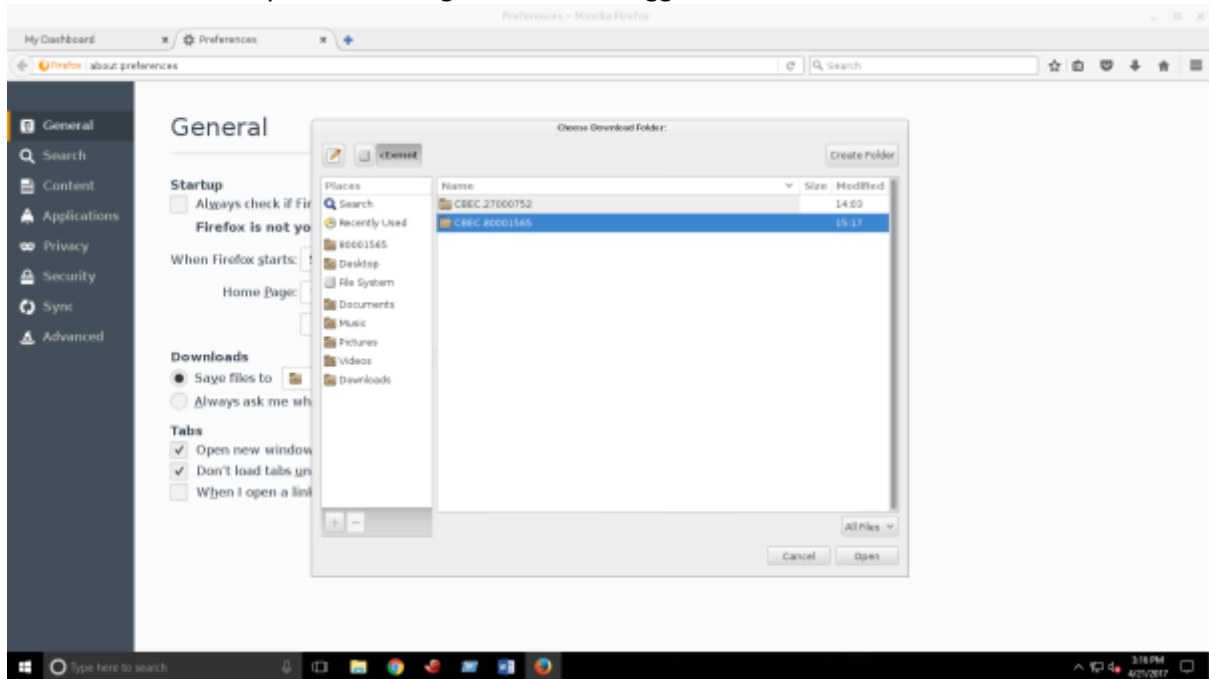 Preferences – Mozilla Firefox
My Dashboard
Preferences
Firefox about:preferences
Search
General
Search
Content
Applications
Privacy
Security
Sync
Advanced
General
Startup
Always check if Fir
Firefox is not yo
When Firefox starts:
Home Page:
Downloads
Save files to
Always ask me wh
Tabs
Open new window
Don't load tabs un
When I open a link
Choose Download Folder:
ctxmnt
Create Folder
Places
Search
Recently Used
80001565
Desktop
File System
Documents
Music
Pictures
Videos
Downloads
Name Size Modified
CBEC.27000752 14:03
CBEC.80001565 15:17
All Files
Cancel Open
Type here to search
3:16 PM
4/21/2017